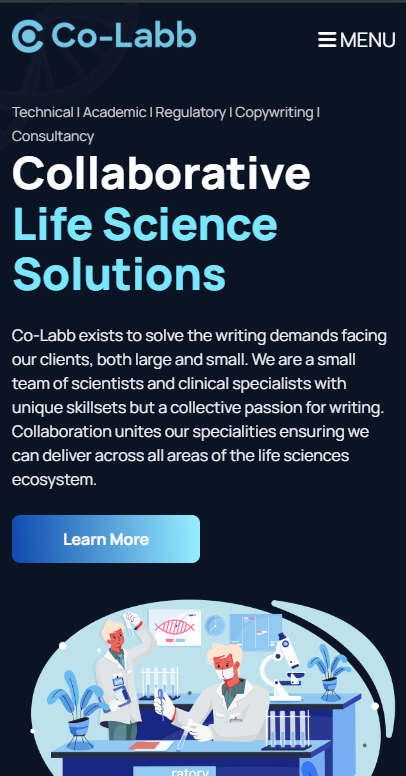 Co-Labb
MENU
Technical | Academic | Regulatory | Copywriting |
Consultancy
Collaborative
Life Science
Solutions
Co-Labb exists to solve the writing demands facing
our clients, both large and small. We are a small
team of scientists and clinical specialists with
unique skillsets but a collective passion for writing.
Collaboration unites our specialities ensuring we
can deliver across all areas of the life sciences
ecosystem.
Learn More
ratory